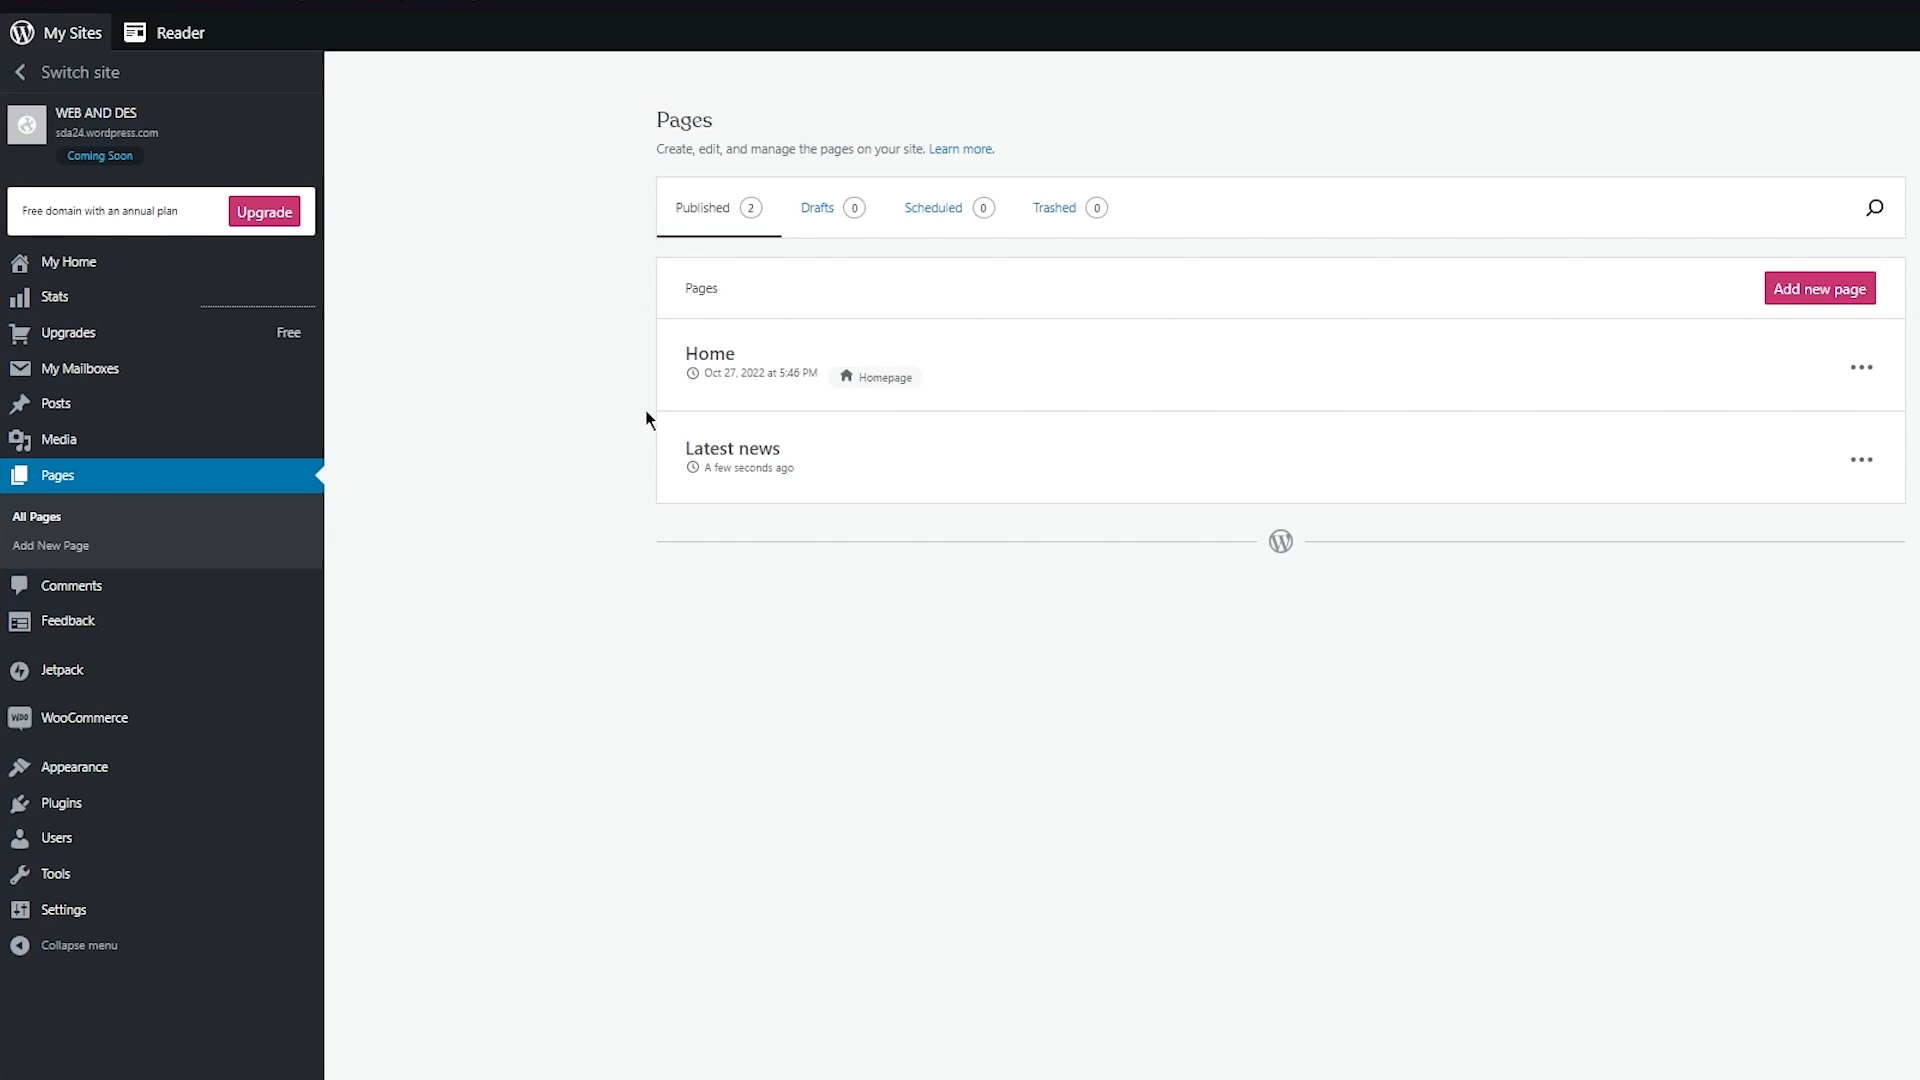 My Sites
Reader
Switch site
WEB AND DES
sda24.wordpress.com
Coming Soon
Free domain with an annual plan
Upgrade
My Home
Stats
Upgrades Free
My Mailboxes
Posts
Media
Pages
All Pages
Add New Page
Comments
Feedback
Jetpack
WOO WooCommerce
Appearance
Plugins
Users
Tools
Settings
Collapse menu
Pages
Create, edit, and manage the pages on your site. Learn more.
Published 2 Drafts 0 Scheduled 0 Trashed 0
Pages Add new page
Home
Oct 27, 2022 at 5:46 PM Homepage
Latest news
A few seconds ago